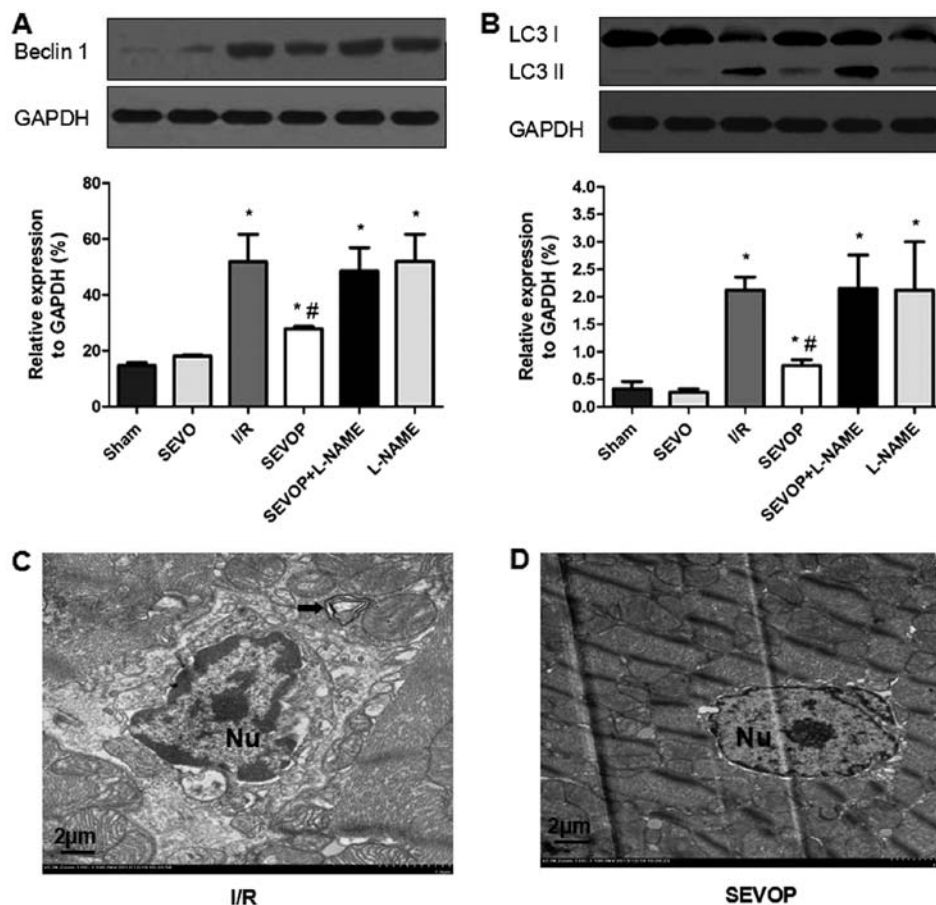 A
Beclin 1
GAPDH
Relative expression
to GAPDH (%)
80
60
40
20
0
*
*#
*
*
Sham
SEVO
I/R
SEVOP
SEVOP+L-NAME
L-NAME
B
LC3 I
LC3 II
GAPDH
Relative expression
to GAPDH (%)
4.0
3.5
3.0
2.5
2.0
1.5
1.0
0.5
0.0
*
*#
*
*
Sham
SEVO
I/R
SEVOP
SEVOP+L-NAME
L-NAME
C
Nu
2μm
I/R
D
Nu
2μm
SEVOP